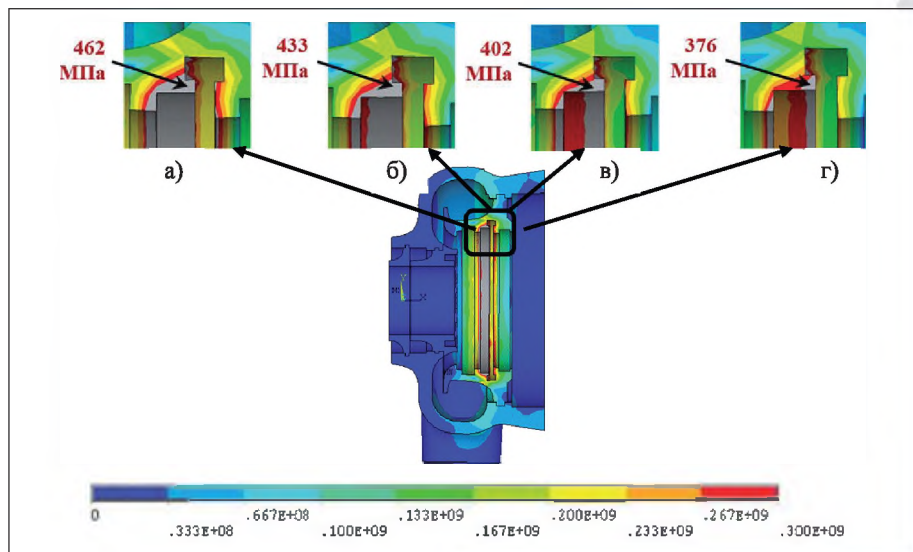 462 МПа
433 МПа
402 МПа
376 МПа
а)
б)
в)
г)
0
.333E+08
.667E+08
.100E+09
.133E+09
.167E+09
.200E+09
.233E+09
.267E+09
.300E+09